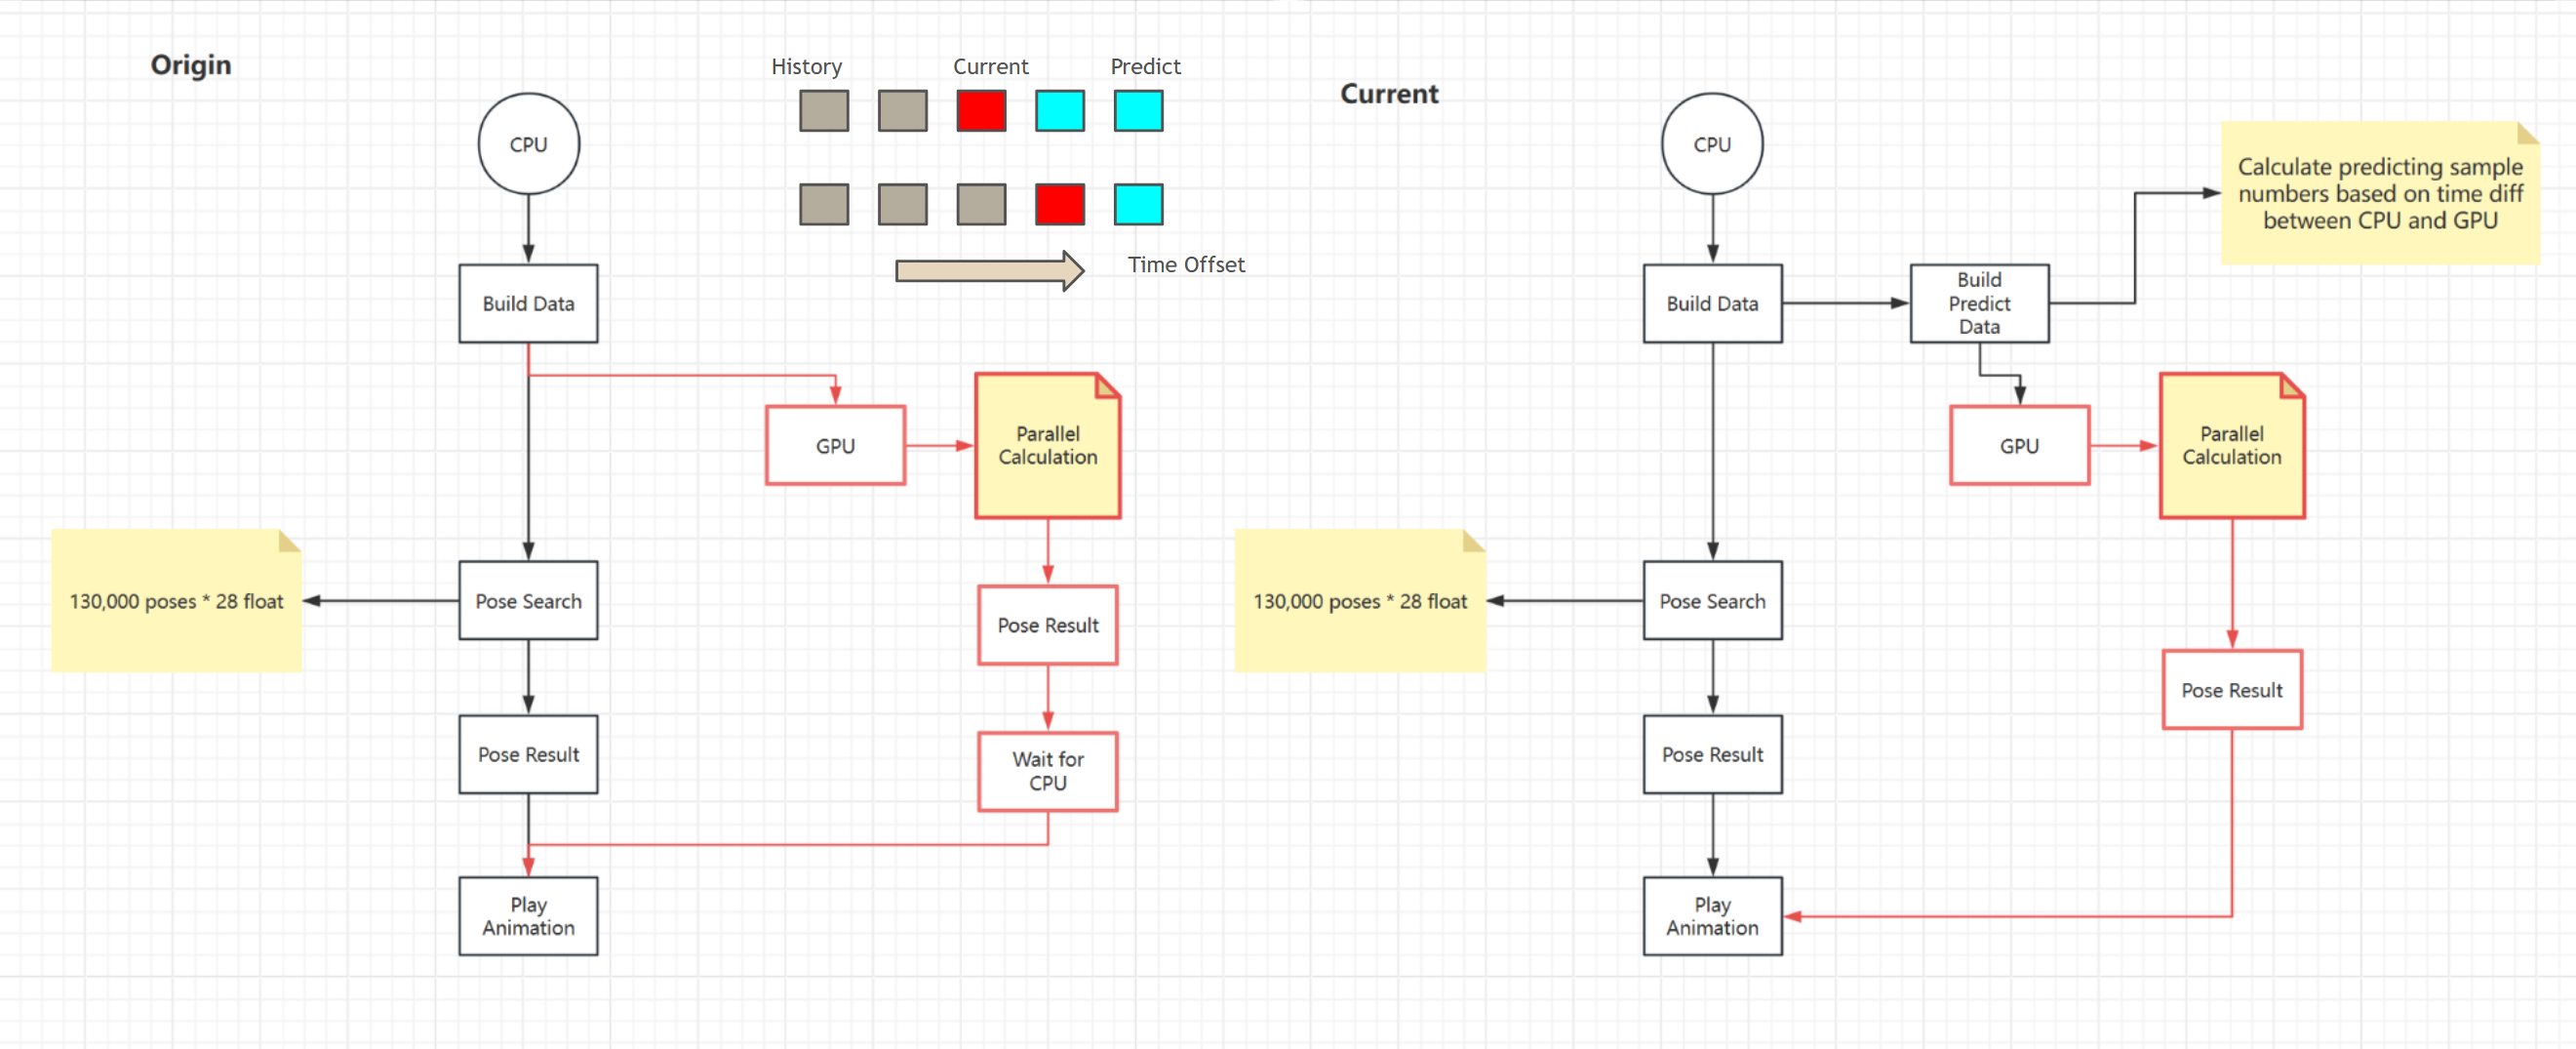 Origin
CPU
Build Data
GPU
Parallel
Calculation
130,000 poses * 28 float
Pose Search
Pose Result
Pose Result
Wait for
CPU
Play
Animation
History
Current
Predict
Time Offset
Current
CPU
Build Data
Build
Predict
Data
Calculate predicting sample
numbers based on time diff
between CPU and GPU
GPU
Parallel
Calculation
130,000 poses * 28 float
Pose Search
Pose Result
Pose Result
Play
Animation